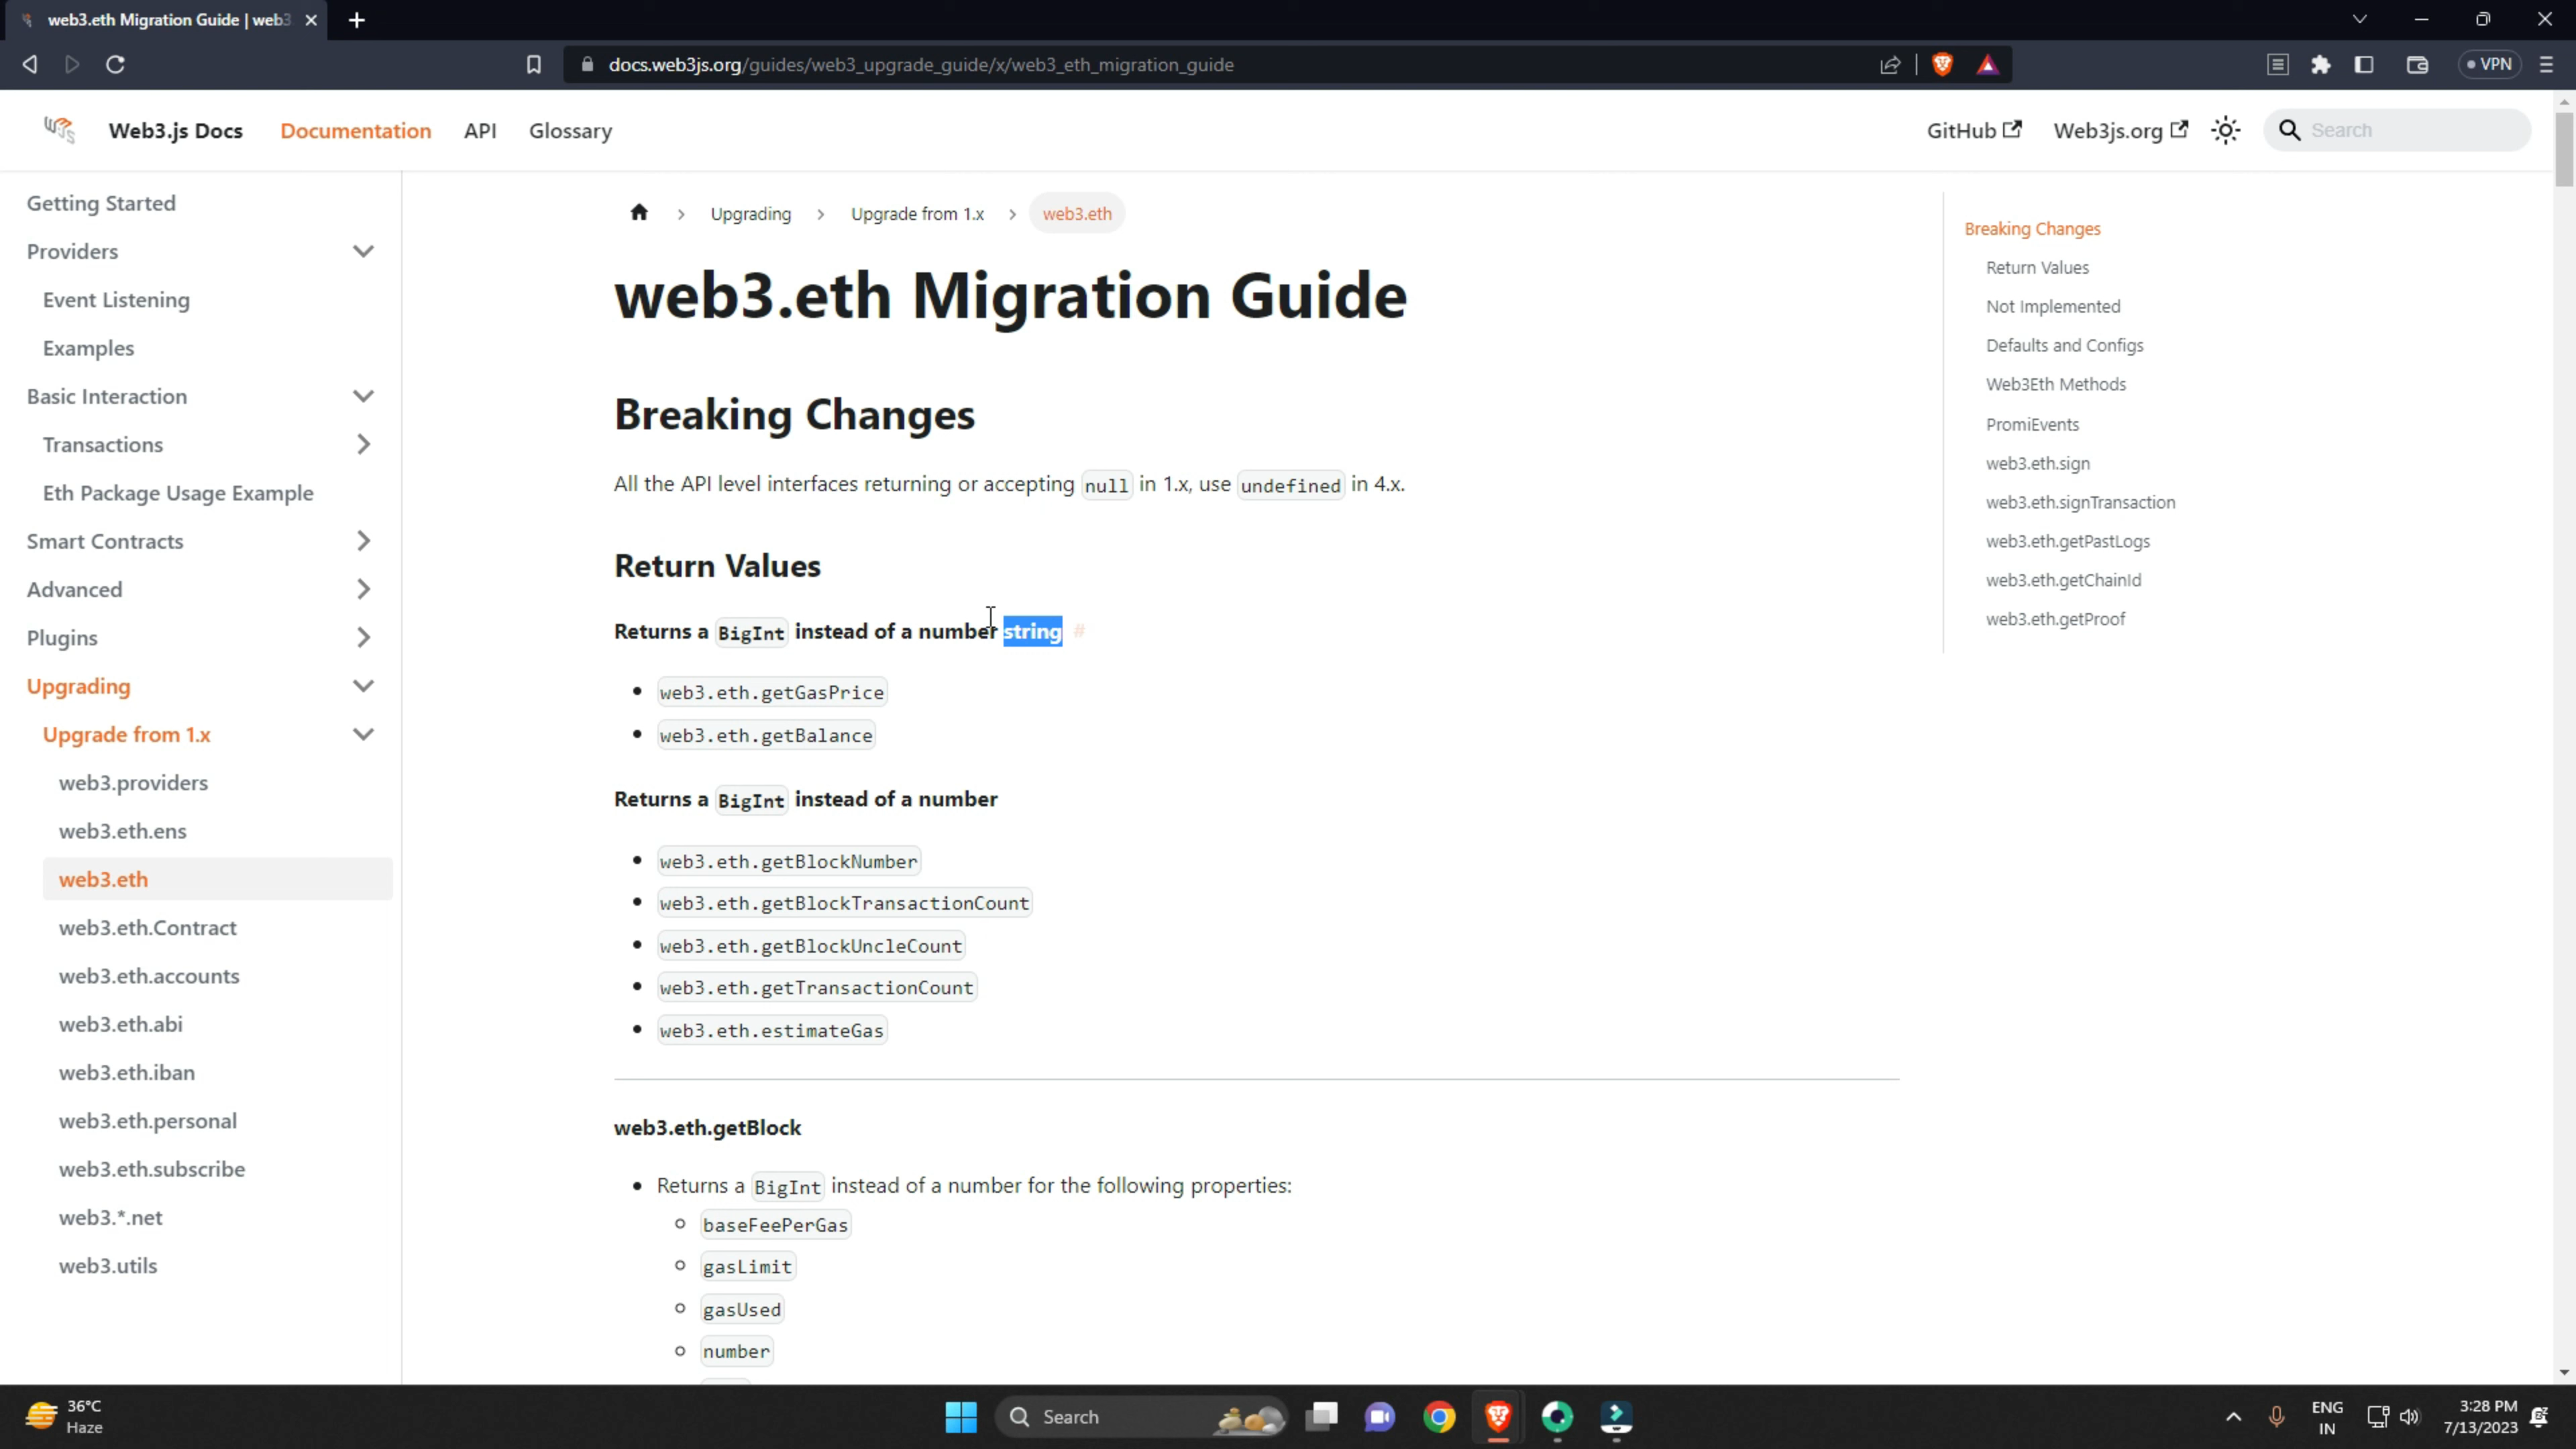 web3.eth Migration Guide | web3
docs.web3js.org/guides/web3_upgrade_guide/x/web3_eth_migration_guide
VPN
Web3.js Docs
Documentation
API
Glossary
GitHub
Web3js.org
Search
Getting Started
Providers
Event Listening
Examples
Basic Interaction
Transactions
Eth Package Usage Example
Smart Contracts
Advanced
Plugins
Upgrading
Upgrade from 1.x
web3.providers
web3.eth.ens
web3.eth
web3.eth.Contract
web3.eth.accounts
web3.eth.abi
web3.eth.iban
web3.eth.personal
web3.eth.subscribe
web3.*.net
web3.utils
Upgrading
Upgrade from 1.x
web3.eth
web3.eth Migration Guide
Breaking Changes
All the API level interfaces returning or accepting null in 1.x, use undefined in 4.x.
Return Values
Returns a BigInt instead of a number string #
web3.eth.getGasPrice
web3.eth.getBalance
Returns a BigInt instead of a number
web3.eth.getBlockNumber
web3.eth.getBlockTransactionCount
web3.eth.getBlockUncleCount
web3.eth.getTransactionCount
web3.eth.estimateGas
web3.eth.getBlock
Returns a BigInt instead of a number for the following properties:
baseFeePerGas
gasLimit
gasUsed
number
Breaking Changes
Return Values
Not Implemented
Defaults and Configs
Web3Eth Methods
PromiEvents
web3.eth.sign
web3.eth.signTransaction
web3.eth.getPastLogs
web3.eth.getChainId
web3.eth.getProof
36°C
Haze
Search
ENG
IN
3:28 PM
7/13/2023